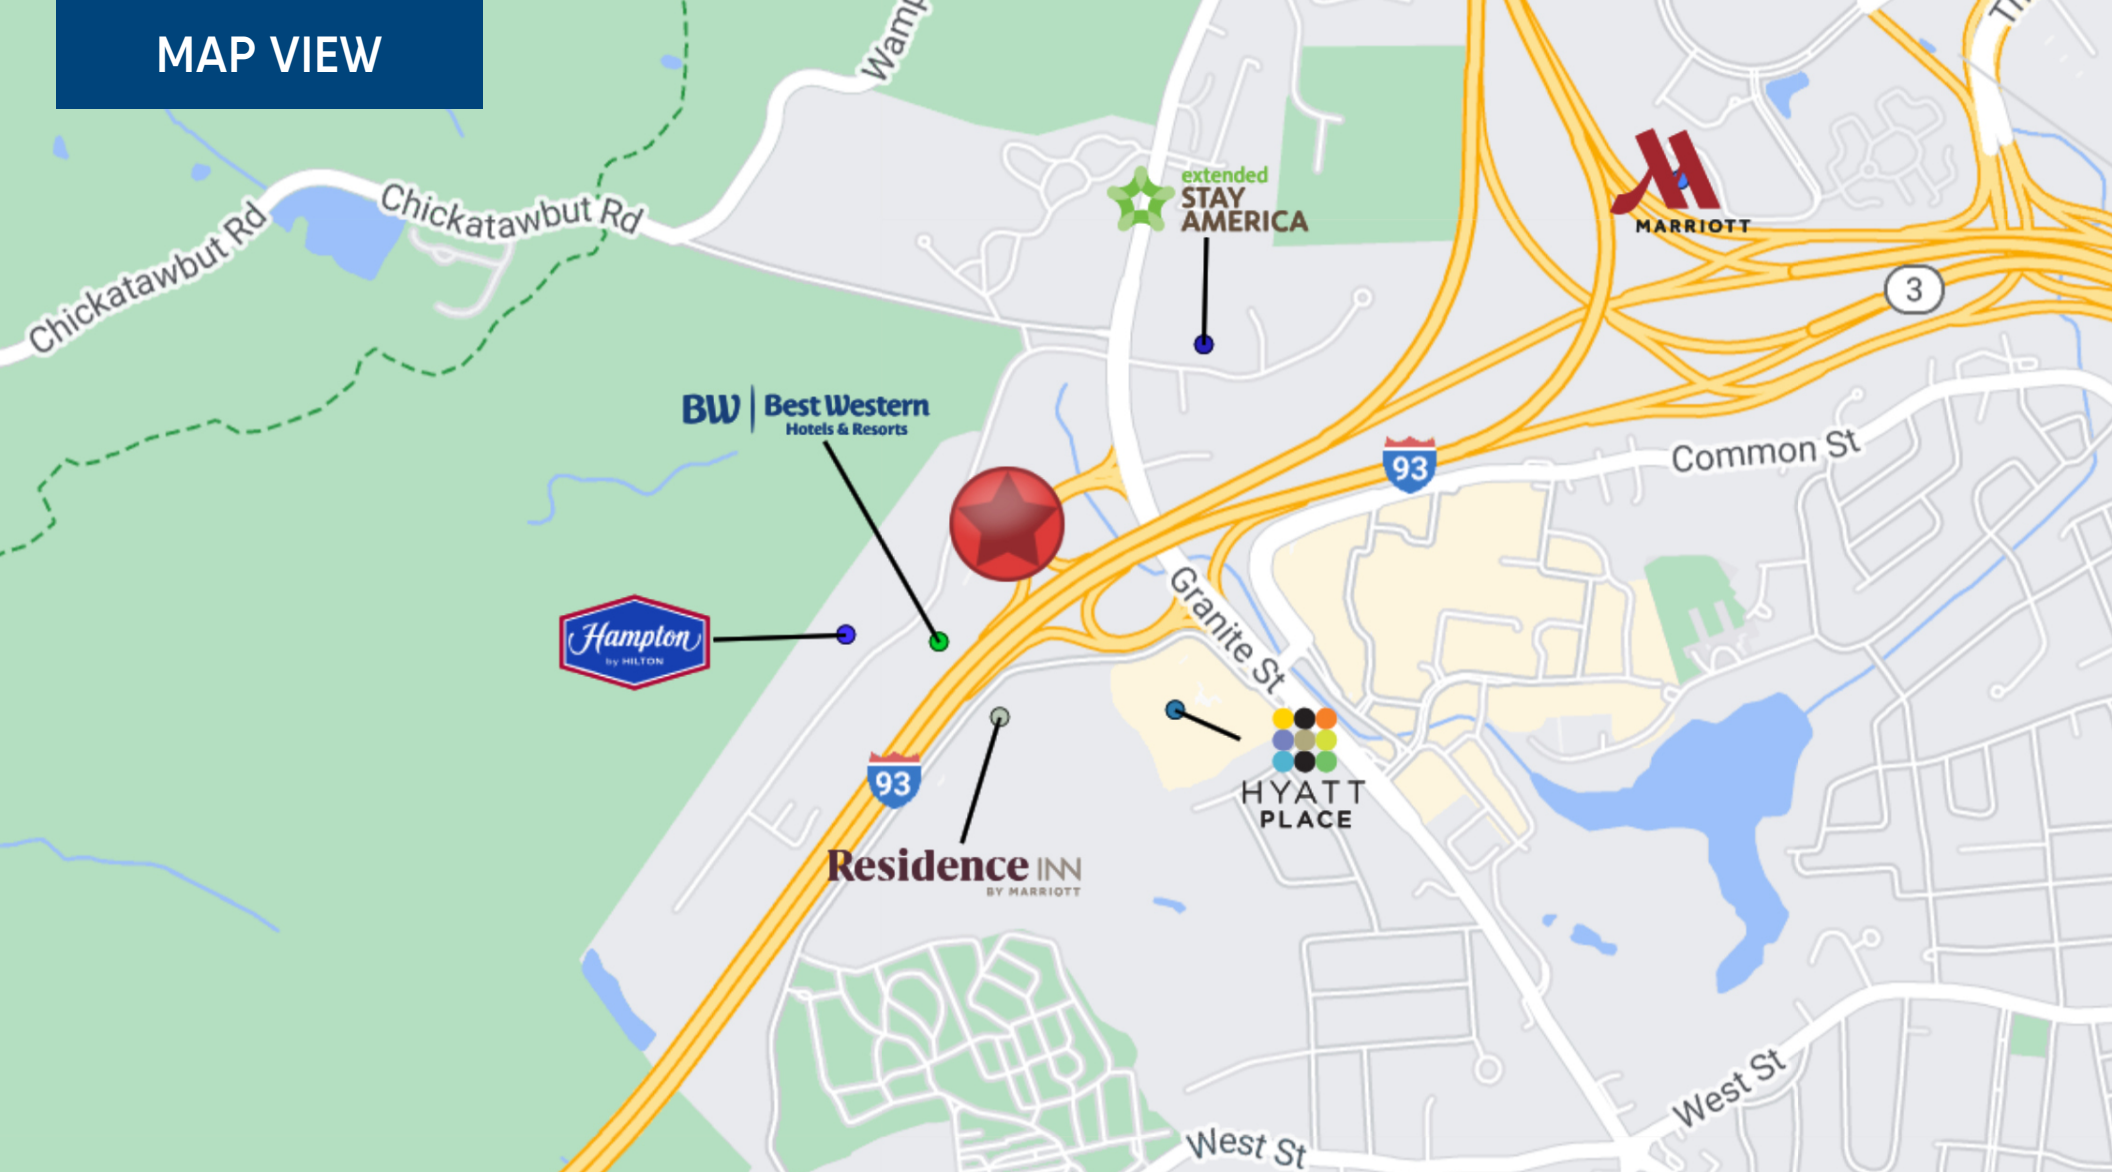 MAP VIEW
Wamp
Th
Chickatawbut Rd
Chickatawbut Rd
extended
STAY
AMERICA
MARRIOTT
3
BW
Best Western
Hotels & Resorts
93
Common St
Granite St
Hampton
by HILTON
93
HYATT
PLACE
Residence INN
BY MARRIOTT
West St
West St